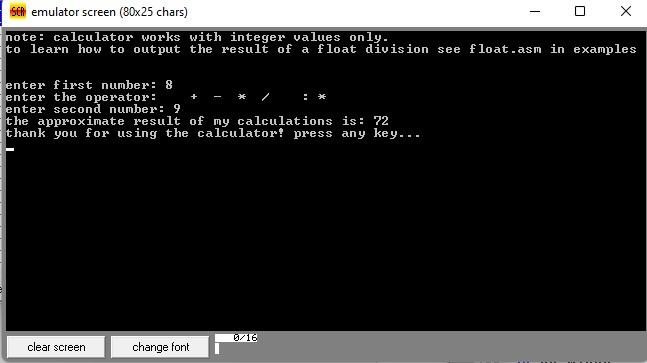 emulator screen (80x25 chars)
note: calculator works with integer values only.
to learn how to output the result of a float division see float.asm in examples
enter first number: 8
enter the operator:    +  -  *  /    : *
enter second number: 9
the approximate result of my calculations is: 72
thank you for using the calculator! press any key...
clear screen
change font
0/16